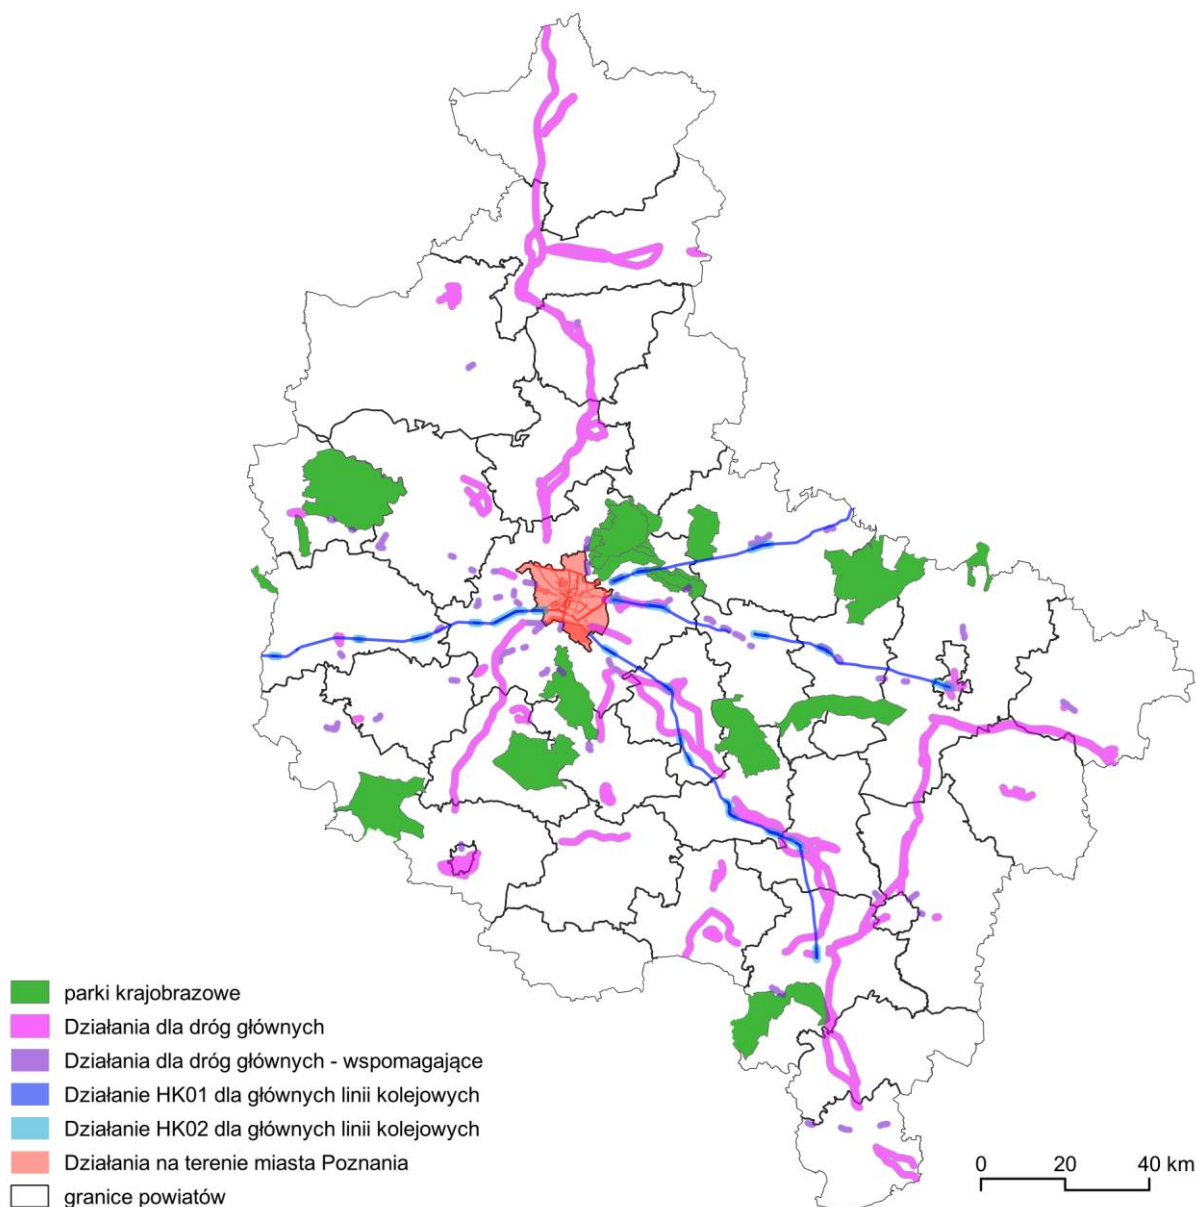 parki krajobrazowe
Działania dla dróg głównych
Działania dla dróg głównych - wspomagające
Działanie HK01 dla głównych linii kolejowych
Działanie HK02 dla głównych linii kolejowych
Działania na terenie miasta Poznania
granice powiatów
0 20 40 km